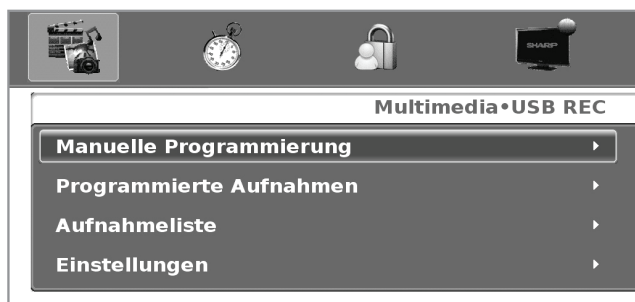 SHARP
Multimedia•USB REC
Manuelle Programmierung
Programmierte Aufnahmen
Aufnahmeliste
Einstellungen